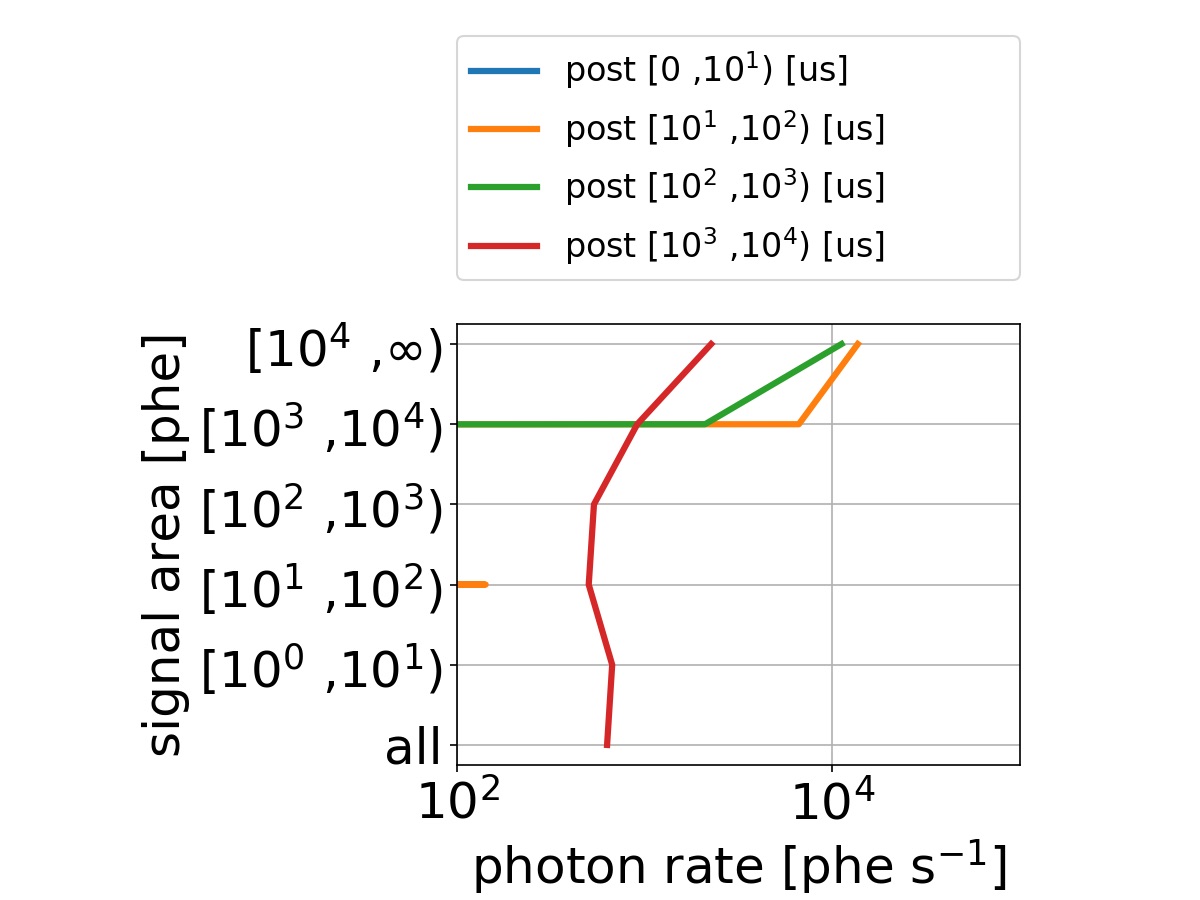 post [0 ,10¹) [us]
post [10¹ ,10²) [us]
post [10² ,10³) [us]
post [10³ ,10⁴) [us]
signal area [phe]
[10⁴ ,∞)
[10³ ,10⁴)
[10² ,10³)
[10¹ ,10²)
[10⁰ ,10¹)
all
10² 10⁴
photon rate [phe s⁻¹]